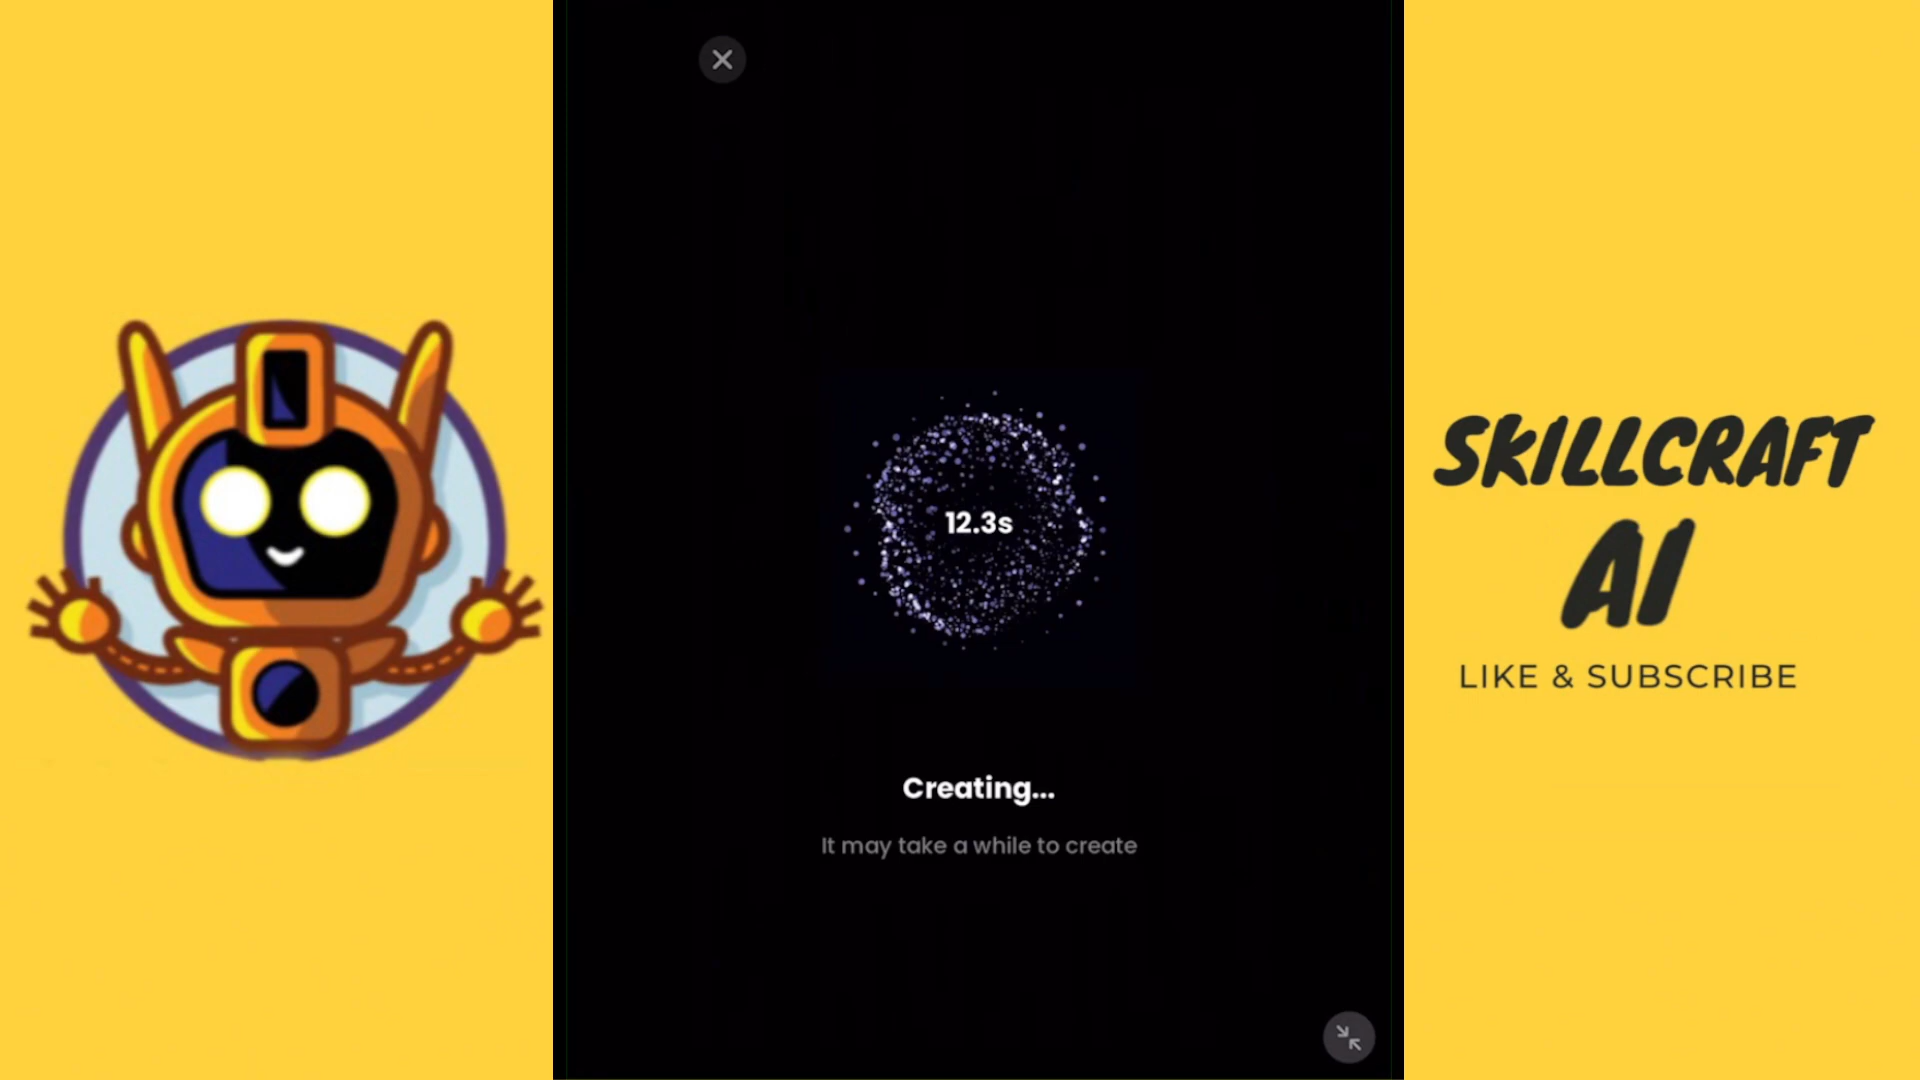 12.3s
Creating...
It may take a while to create
SKILLCRAFT
AI
LIKE & SUBSCRIBE